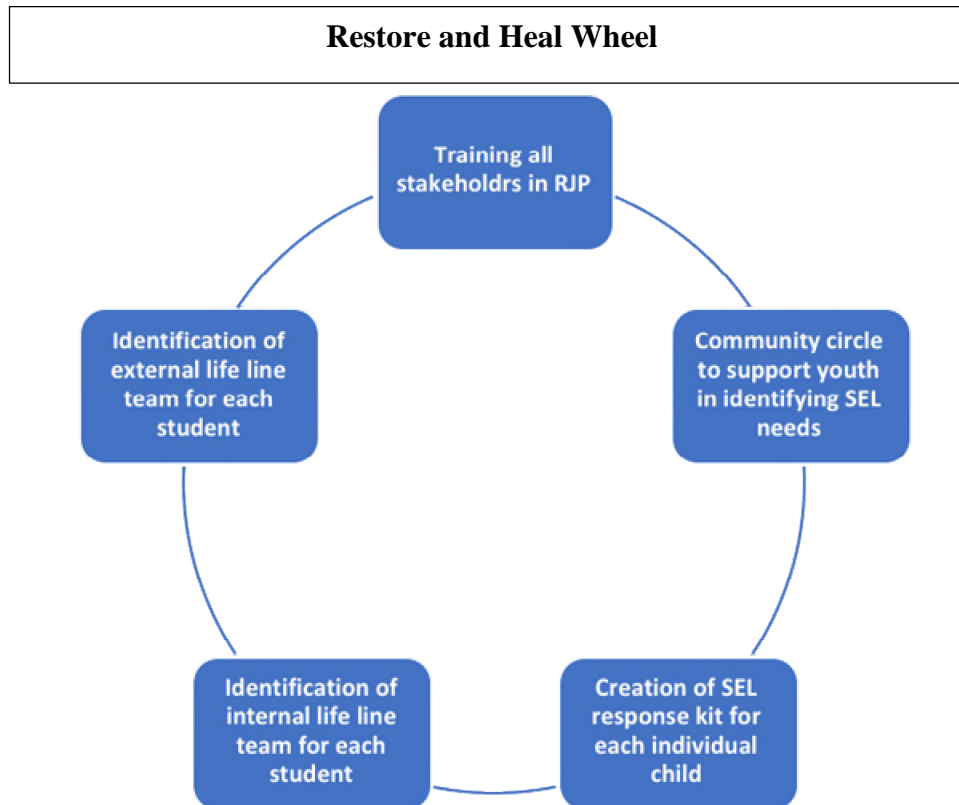 Restore and Heal Wheel
Training all
stakeholdrs in RJP
Community circle
to support youth
in identifying SEL
needs
Creation of SEL
response kit for
each individual
child
Identification of
internal life line
team for each
student
Identification of
external life line
team for each
student